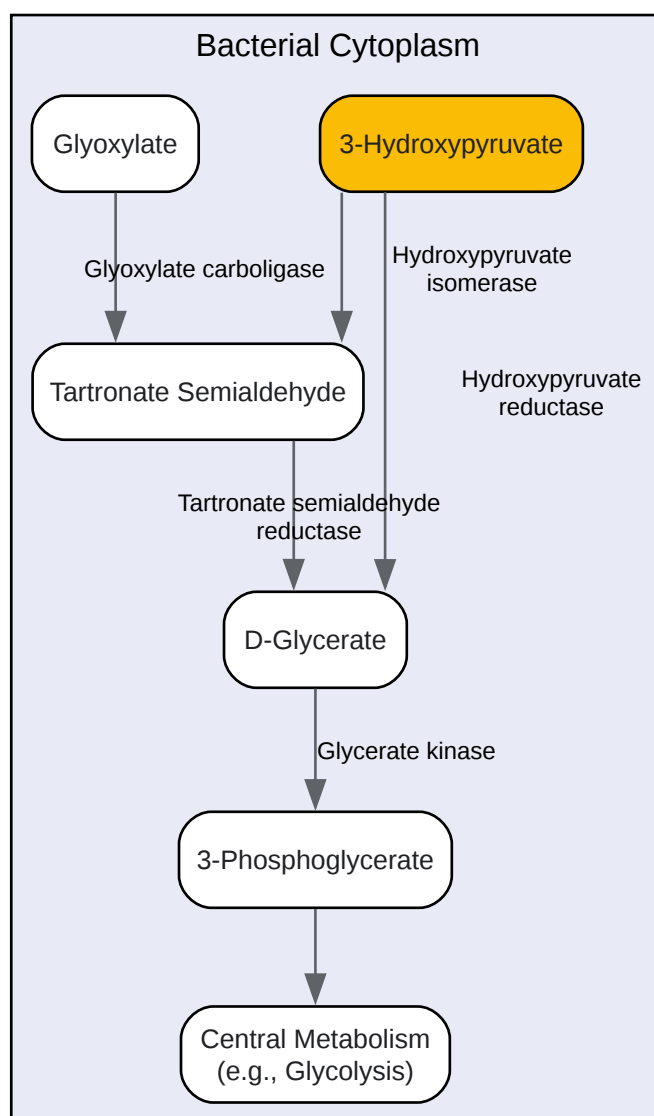 Bacterial Cytoplasm
Glyoxylate
3-Hydroxypyruvate
Glyoxylate carboligase
Hydroxypyruvate
isomerase
Tartronate Semialdehyde
Hydroxypyruvate
reductase
Tartronate semialdehyde
reductase
D-Glycerate
Glycerate kinase
3-Phosphoglycerate
Central Metabolism
(e.g., Glycolysis)